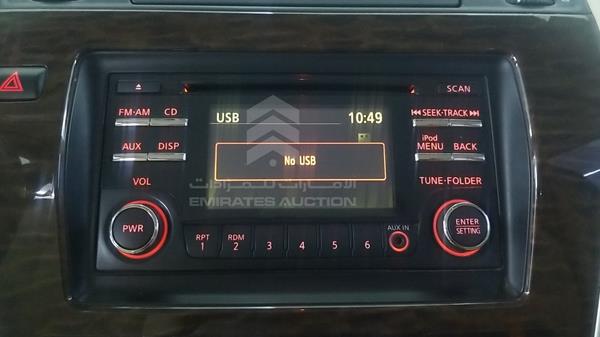 SCAN
FM·AM CD
USB 10:49
SEEK·TRACK
AUX DISP
No USB
iPod
MENU BACK
VOL
TUNE·FOLDER
الامارات للمزادات
EMIRATES AUCTION
PWR
ENTER
SETTING
RPT
1
RDM
2
3 4 5 6
AUX IN